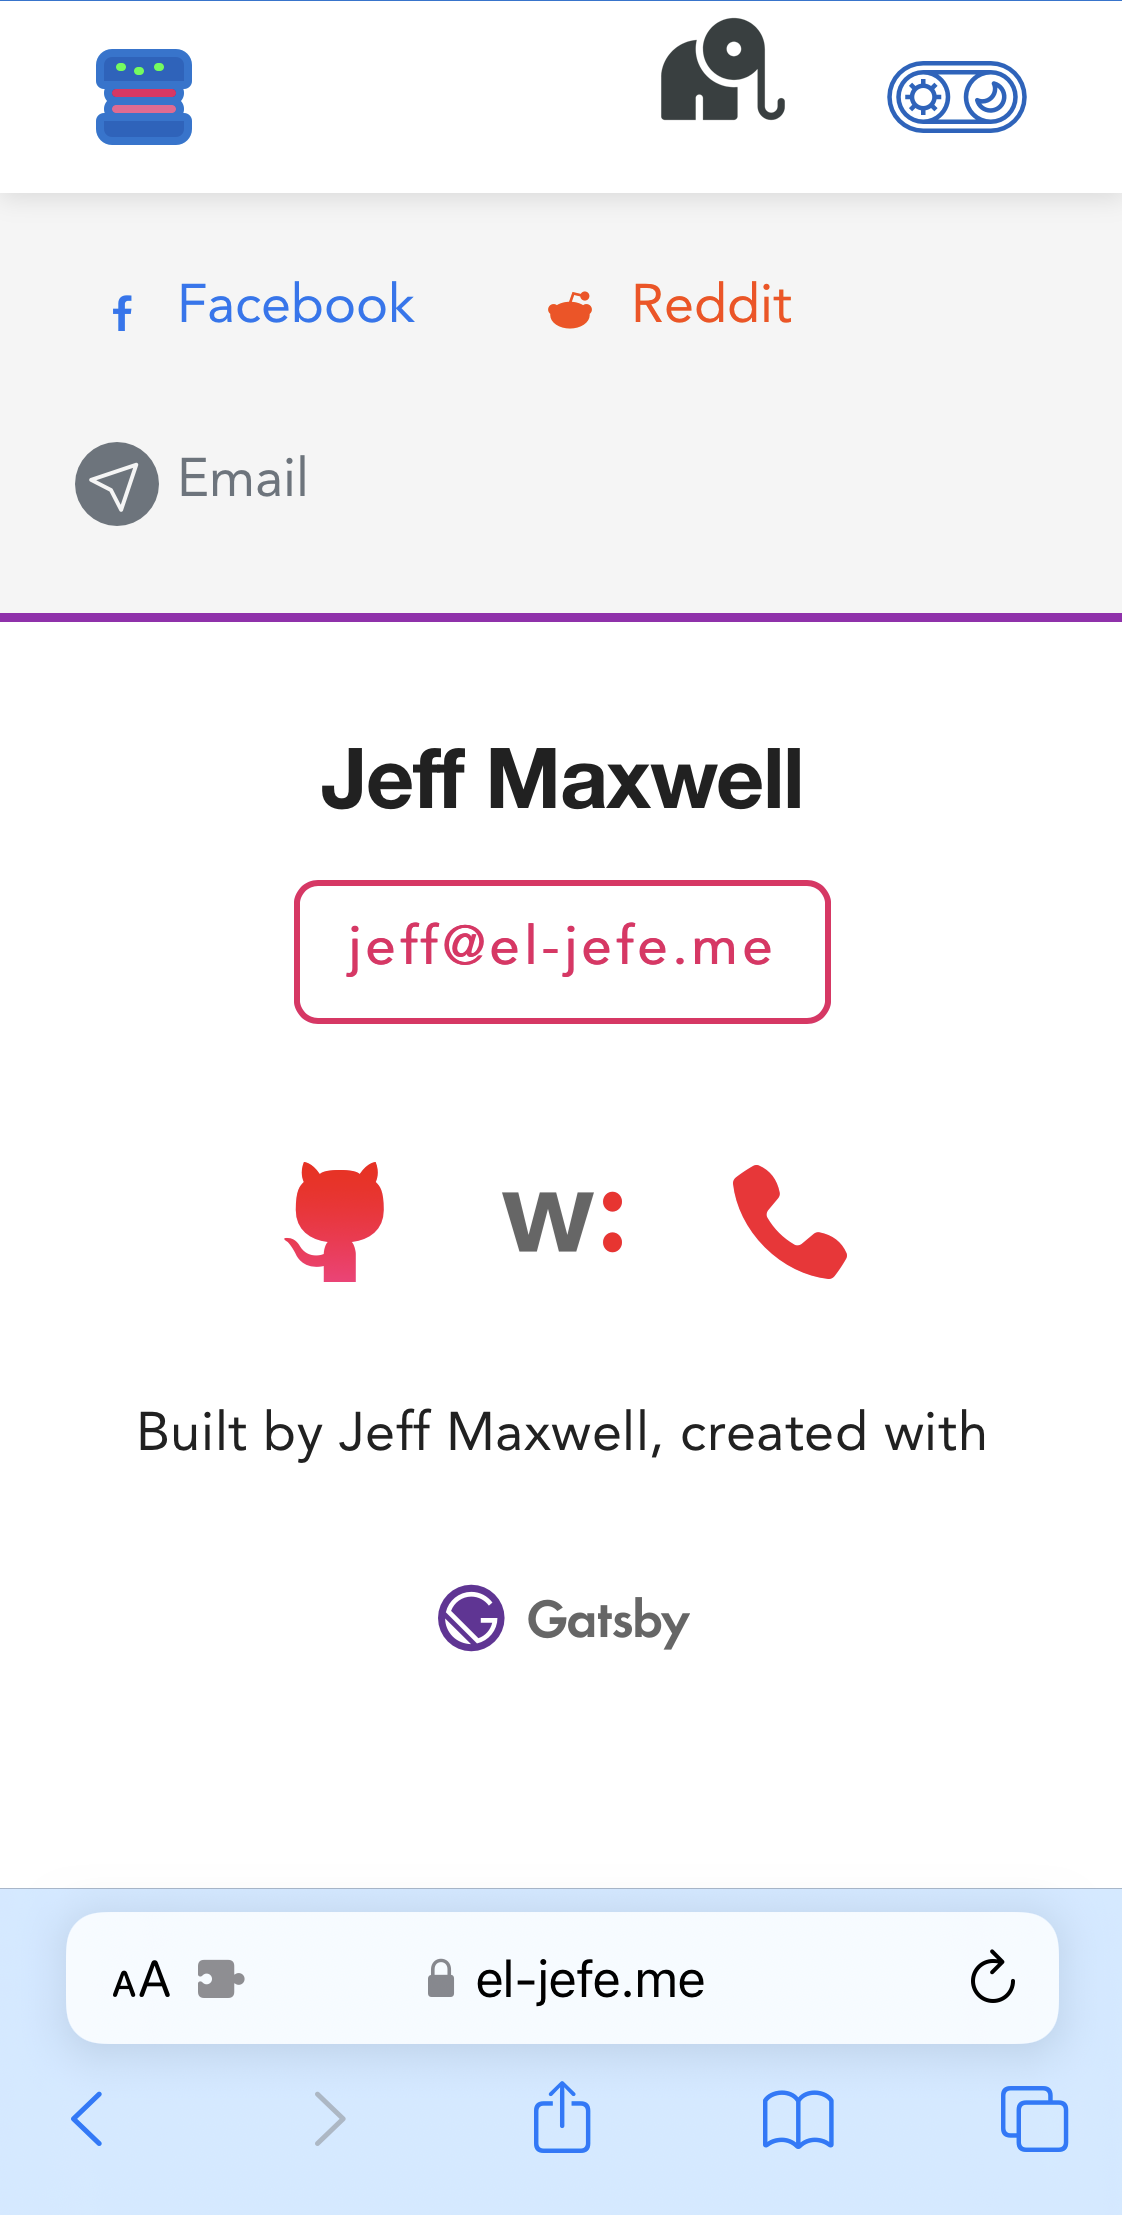 Facebook
Reddit
Email
Jeff Maxwell
jeff@el-jefe.me
w:
Built by Jeff Maxwell, created with
Gatsby
AA
el-jefe.me